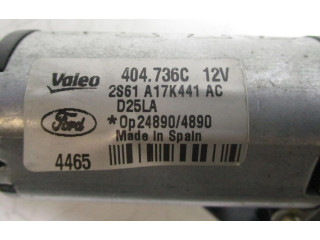 Valeo 404.736C 12V
2S61 A17K441 AC
D25LA
Ford *Op24890/4890
Made in Spain
4465